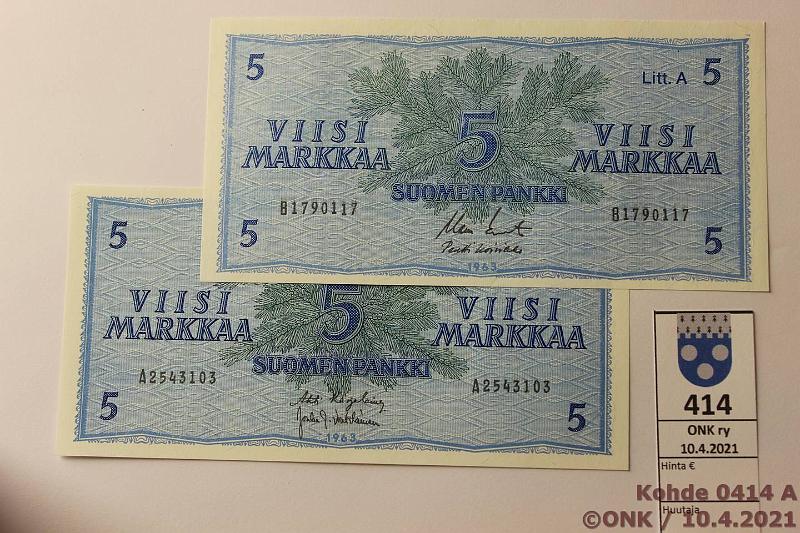 5
Litt. A 5
VIISI 5 VIISI
MARKKAA MARKKAA
SUOMEN PANKKI
B1790117 B1790117
5 5
1963
5
VIISI 5 VIISI
MARKKAA MARKKAA
SUOMEN PANKKI
A2543103 A2543103
5 5
1963
414
ONK ry
10.4.2021
Hinta €
Huutaja
Kohde 0414 A
©ONK / 10.4.2021